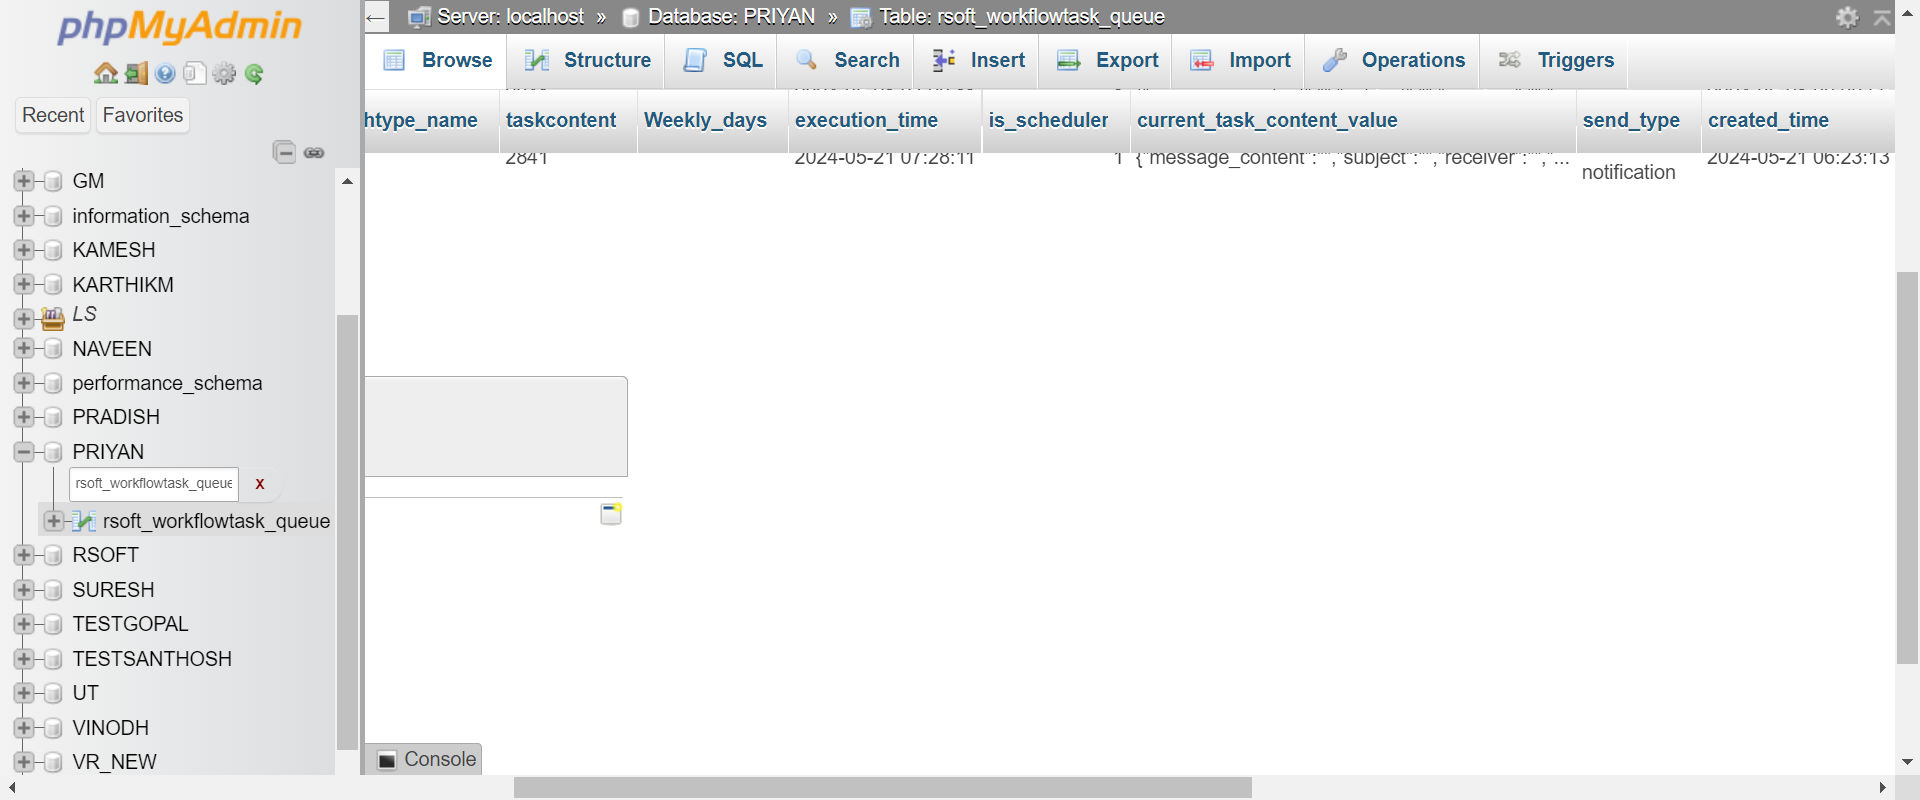 phpMyAdmin
Recent Favorites
GM
information_schema
KAMESH
KARTHIKM
LS
NAVEEN
performance_schema
PRADISH
PRIYAN
rsoft_workflowtask_queue x
rsoft_workflowtask_queue
RSOFT
SURESH
TESTGOPAL
TESTSANTHOSH
UT
VINODH
VR_NEW
← Server: localhost » Database: PRIYAN » Table: rsoft_workflowtask_queue
Browse Structure SQL Search Insert Export Import Operations Triggers
htype_name taskcontent Weekly_days execution_time is_scheduler current_task_content_value send_type created_time
2841 2024-05-21 07:28:11 1 {"message_content":"","subject":"","receiver":"","... notification 2024-05-21 06:23:13
Console